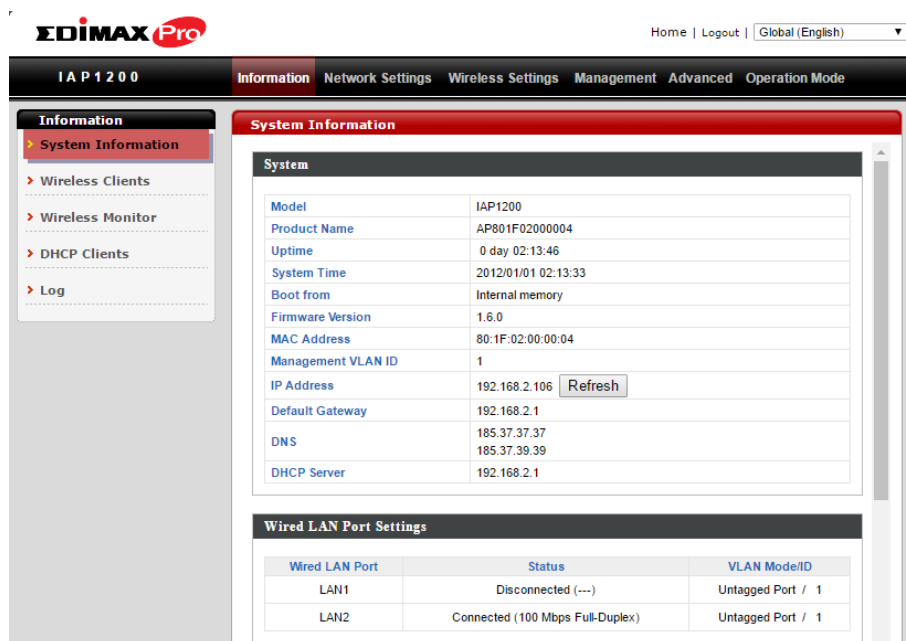 EDIMAX Pro
Home | Logout | Global (English)
IAP1200
Information Network Settings Wireless Settings Management Advanced Operation Mode
Information
System Information
Wireless Clients
Wireless Monitor
DHCP Clients
Log
System Information
System
Model IAP1200
Product Name AP801F02000004
Uptime 0 day 02:13:46
System Time 2012/01/01 02:13:33
Boot from Internal memory
Firmware Version 1.6.0
MAC Address 80:1F:02:00:00:04
Management VLAN ID 1
IP Address 192.168.2.106 Refresh
Default Gateway 192.168.2.1
DNS 185.37.37.37
185.37.39.39
DHCP Server 192.168.2.1
Wired LAN Port Settings
Wired LAN Port Status VLAN Mode/ID
LAN1 Disconnected (---) Untagged Port / 1
LAN2 Connected (100 Mbps Full-Duplex) Untagged Port / 1